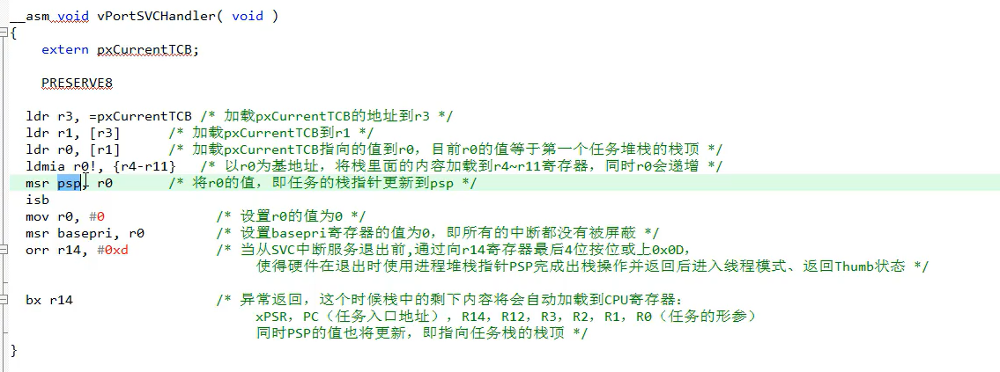 __asm void vPortSVCHandler( void )
{
extern pxCurrentTCB;
PRESERVE8
ldr r3, =pxCurrentTCB /* 加载pxCurrentTCB的地址到r3 */
ldr r1, [r3] /* 加载pxCurrentTCB到r1 */
ldr r0, [r1] /* 加载pxCurrentTCB指向的值到r0，目前r0的值等于第一个任务堆栈的栈顶 */
ldmia r0!, {r4-r11} /* 以r0为基地址，将栈里面的内容加载到r4~r11寄存器，同时r0会递增 */
msr psp, r0 /* 将r0的值，即任务的栈指针更新到psp */
isb
mov r0, #0 /* 设置r0的值为0 */
msr basepri, r0 /* 设置basepri寄存器的值为0，即所有的中断都没有被屏蔽 */
orr r14, #0xd /* 当从SVC中断服务退出前,通过向r14寄存器最后4位按位或上0x0D，
使得硬件在退出时使用进程堆栈指针PSP完成出栈操作并返回后进入线程模式、返回Thumb状态 */
bx r14 /* 异常返回，这个时候栈中的剩下内容将会自动加载到CPU寄存器：
xPSR，PC（任务入口地址），R14，R12，R3，R2，R1，R0（任务的形参）
同时PSP的值也将更新，即指向任务栈的栈顶 */
}